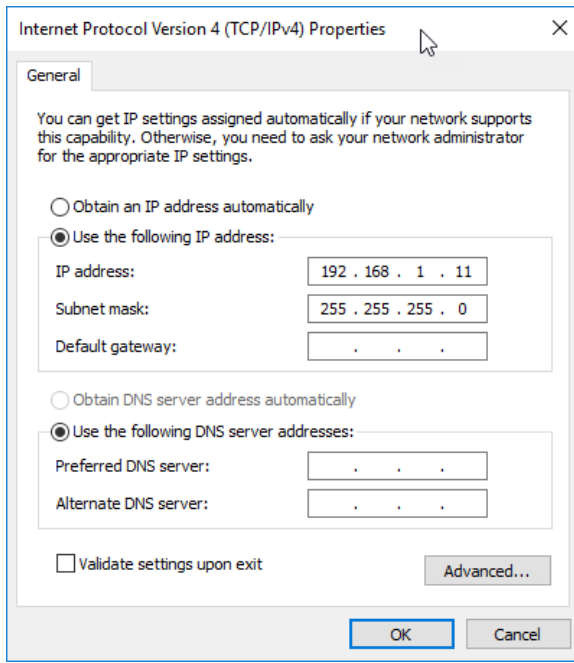 Internet Protocol Version 4 (TCP/IPv4) Properties
General
You can get IP settings assigned automatically if your network supports
this capability. Otherwise, you need to ask your network administrator
for the appropriate IP settings.
Obtain an IP address automatically
Use the following IP address:
IP address: 192 . 168 . 1 . 11
Subnet mask: 255 . 255 . 255 . 0
Default gateway: . . .
Obtain DNS server address automatically
Use the following DNS server addresses:
Preferred DNS server: . . .
Alternate DNS server: . . .
Validate settings upon exit
Advanced...
OK Cancel